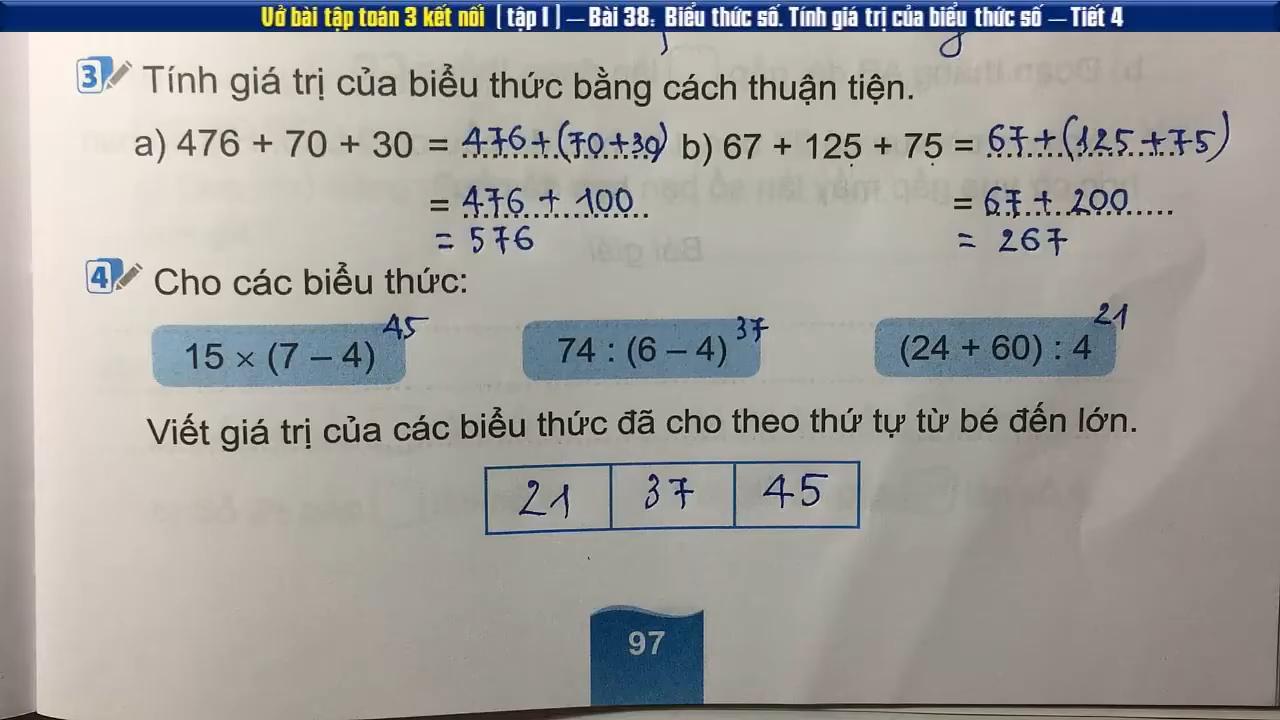 Vở bài tập toán 3 kết nối (tập 1) – Bài 38: Biểu thức số. Tính giá trị của biểu thức số – Tiết 4
3 Tính giá trị của biểu thức bằng cách thuận tiện.
a) 476 + 70 + 30 = 476+(70+30) b) 67 + 125 + 75 = 67+(125+75)
= 476 + 100 = 67 + 200
= 576 = 267
4 Cho các biểu thức:
45 37 21
15 × (7 – 4) 74 : (6 – 4) (24 + 60) : 4
Viết giá trị của các biểu thức đã cho theo thứ tự từ bé đến lớn.
21 37 45
97